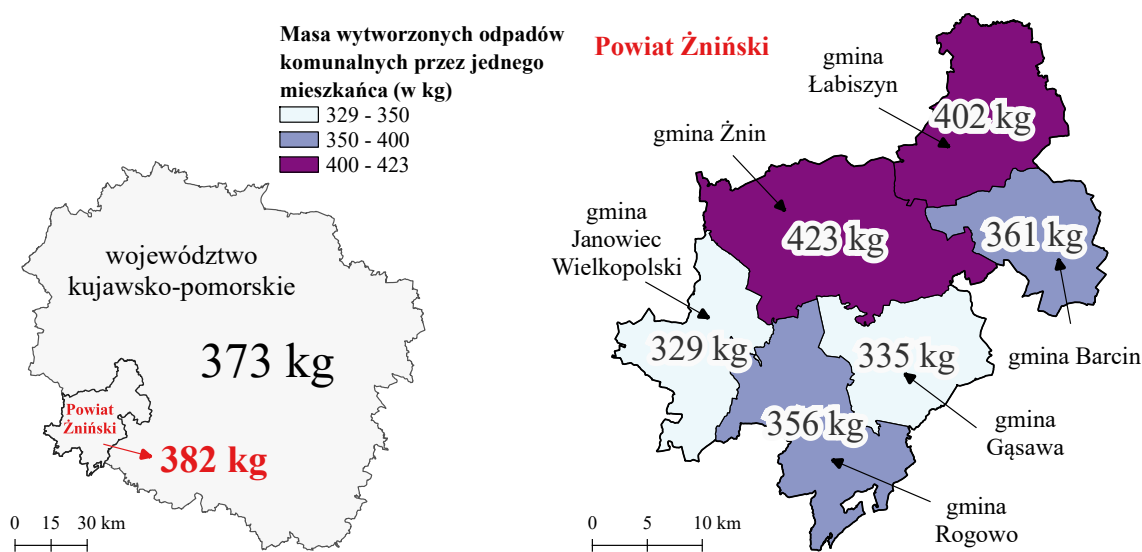 Masa wytworzonych odpadów
komunalnych przez jednego
mieszkańca (w kg)
329 - 350
350 - 400
400 - 423
województwo
kujawsko-pomorskie
373 kg
Powiat
Żniński
382 kg
0 15 30 km
Powiat Żniński
gmina
Łabiszyn
402 kg
gmina Żnin
423 kg
gmina
Janowiec
Wielkopolski
361 kg
329 kg
335 kg
gmina Barcin
356 kg
gmina
Gąsawa
gmina
Rogowo
0 5 10 km